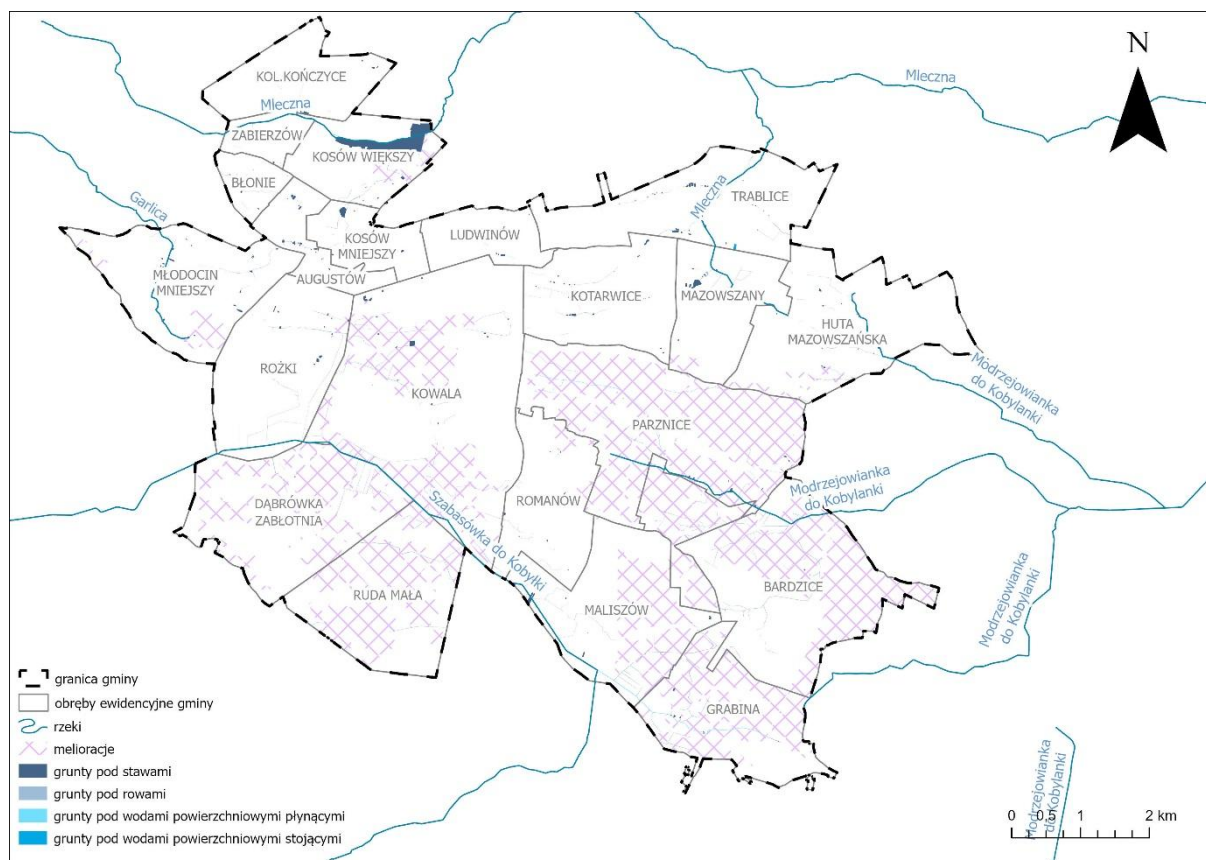 N
KOL.KOŃCZYCE
Mleczna
Mleczna
ZABIERZÓW
KOSÓW WIĘKSZY
BŁONIE
TRABLICE
Garlica
Mleczna
LUDWINÓW
KOSÓW
MNIEJSZY
MŁODOCIN
MNIEJSZY
AUGUSTÓW
KOTARWICE
MAZOWSZANY
HUTA
MAZOWSZAŃSKA
ROŻKI
KOWALA
Modrzejowianka
do Kobylanki
PARZNICE
DĄBRÓWKA
ZABŁOTNIA
Szabasówka do Kobyłki
ROMANÓW
Modrzejowianka
do Kobylanki
RUDA MAŁA
MALISZÓW
BARDZICE
Modrzejowianka
do Kobylanki
GRABINA
Modrzejowianka
do Kobylanki
granica gminy
obręby ewidencyjne gminy
rzeki
melioracje
grunty pod stawami
grunty pod rowami
grunty pod wodami powierzchniowymi płynącymi
grunty pod wodami powierzchniowymi stojącymi
0 0,5 1 2 km